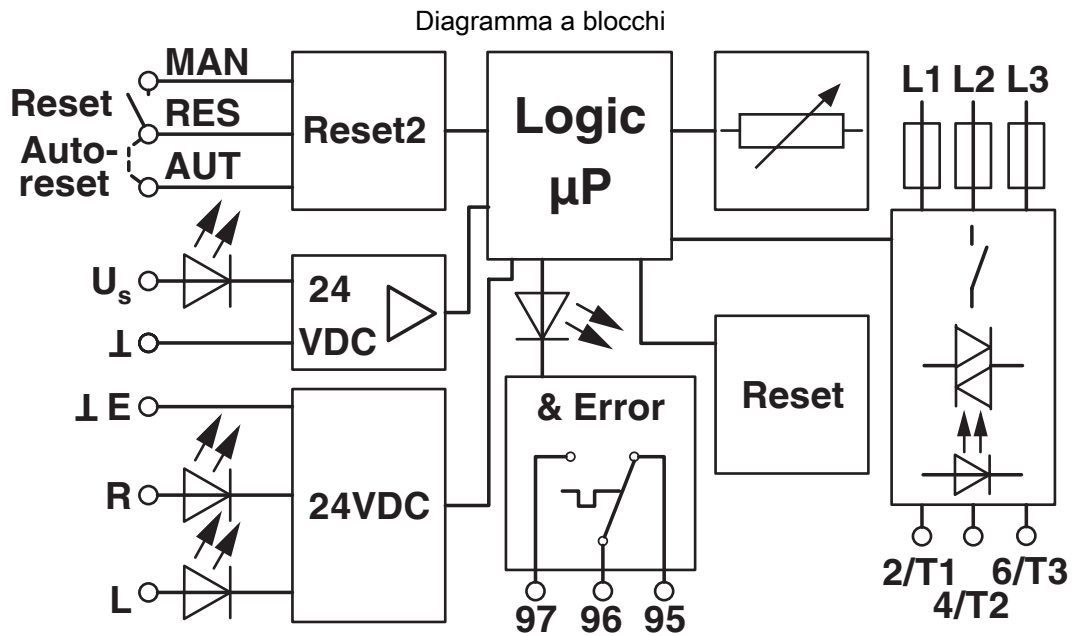 Diagramma a blocchi
MAN
Reset
RES
Auto-
reset
AUT
Reset2
Logic
µP
L1 L2 L3
Us
⊥
24
VDC
⊥ E
R
L
24VDC
& Error
97 96 95
Reset
2/T1 6/T3
4/T2